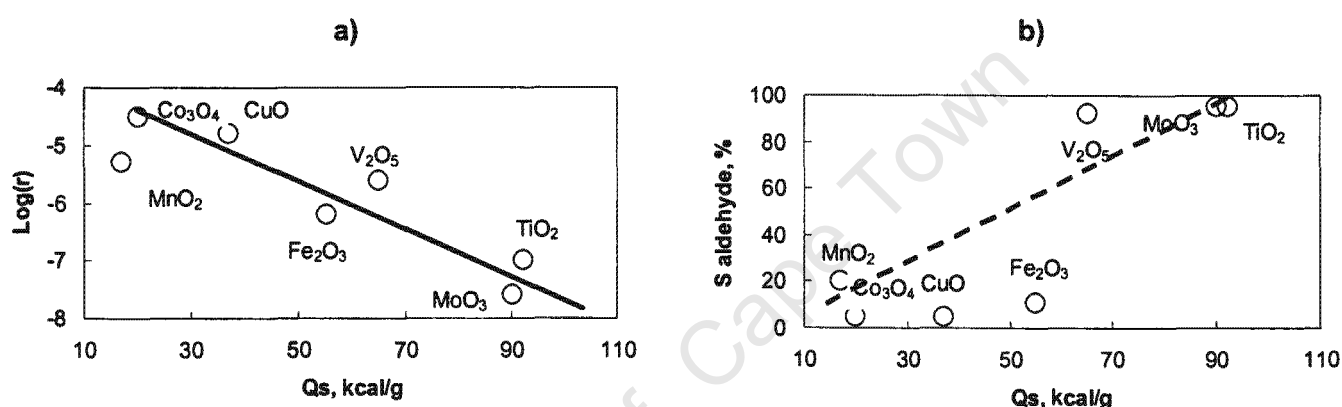 a)
Log(r)
-4
-5
-6
-7
-8
Co₃O₄ CuO
MnO₂
V₂O₅
Fe₂O₃
TiO₂
MoO₃
10 30 50 70 90 110
Qs, kcal/g
b)
S aldehyde, %
100
80
60
40
20
0
MnO₂
Co₃O₄ CuO
Fe₂O₃
V₂O₅
MoO₃
TiO₂
10 30 50 70 90 110
Qs, kcal/g
of Cape Town